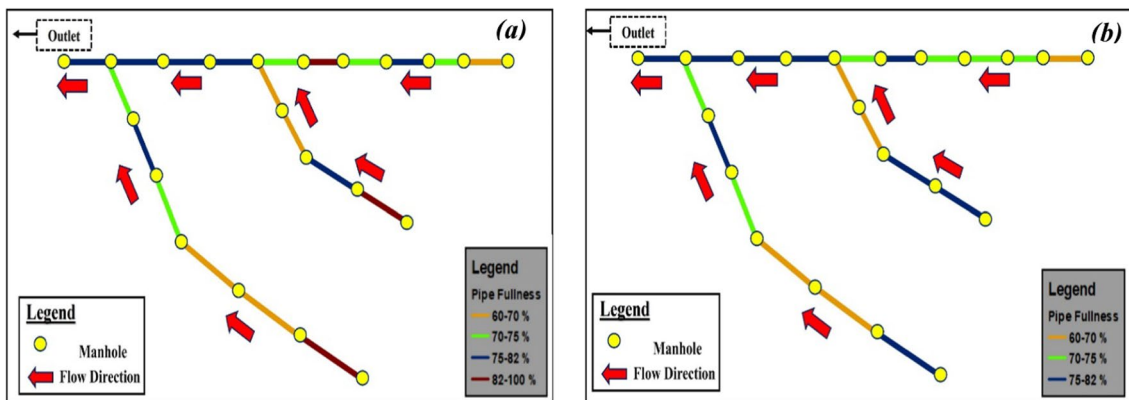 (a)
Outlet
Legend
Pipe Fullness
60-70 %
70-75 %
75-82 %
82-100 %
Legend
Manhole
Flow Direction
(b)
Outlet
Legend
Pipe Fullness
60-70 %
70-75 %
75-82 %
Legend
Manhole
Flow Direction